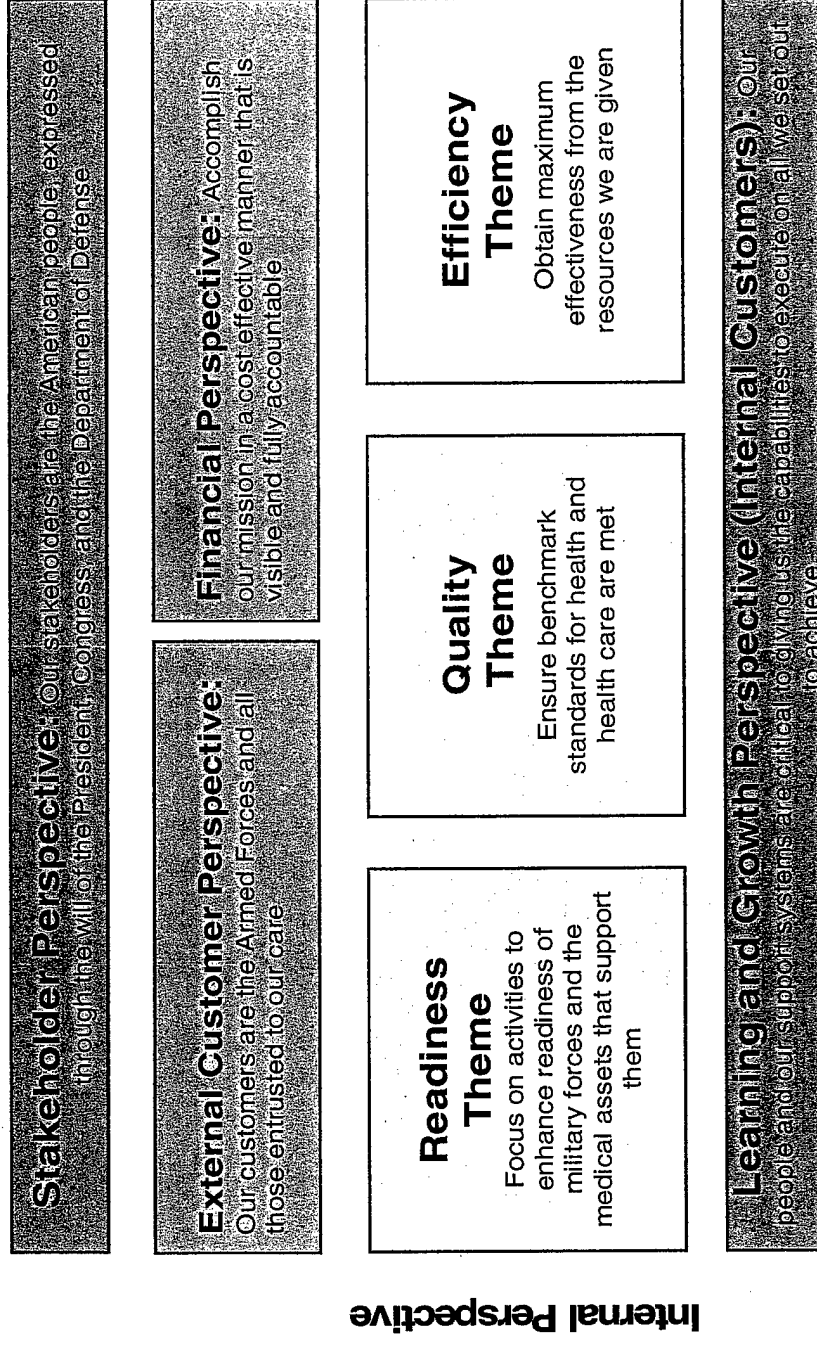 Stakeholder Perspective: Our stakeholders are the American people, expressed
through the will of the President, Congress, and the Department of Defense
External Customer Perspective:
Our customers are the Armed Forces and all
those entrusted to our care
Financial Perspective: Accomplish
our mission in a cost effective manner that is
visible and fully accountable
Internal Perspective
Readiness
Theme
Focus on activities to
enhance readiness of
military forces and the
medical assets that support
them
Quality
Theme
Ensure benchmark
standards for health and
health care are met
Efficiency
Theme
Obtain maximum
effectiveness from the
resources we are given
Learning and Growth Perspective (Internal Customers): Our
people and our support systems are critical to giving us the capabilities to execute on all we set out
to achieve